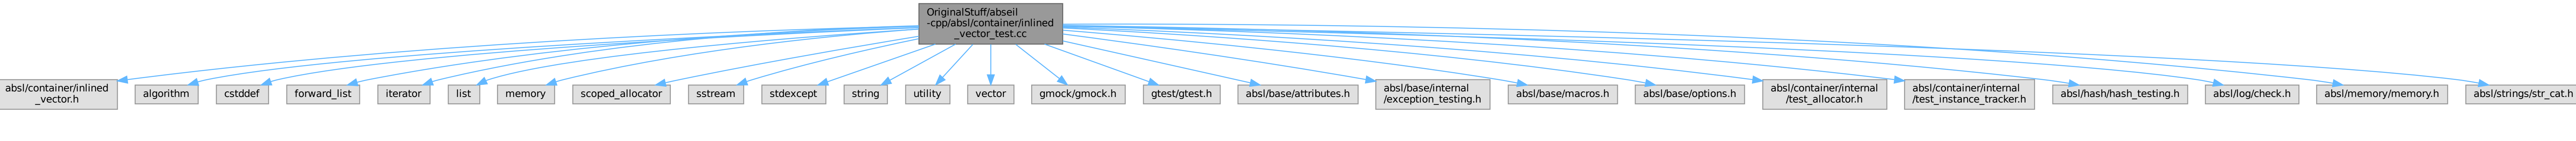 OriginalStuff/abseil
-cpp/absl/container/inlined
_vector_test.cc
absl/container/inlined
_vector.h
algorithm
cstddef
forward_list
iterator
list
memory
scoped_allocator
sstream
stdexcept
string
utility
vector
gmock/gmock.h
gtest/gtest.h
absl/base/attributes.h
absl/base/internal
/exception_testing.h
absl/base/macros.h
absl/base/options.h
absl/container/internal
/test_allocator.h
absl/container/internal
/test_instance_tracker.h
absl/hash/hash_testing.h
absl/log/check.h
absl/memory/memory.h
absl/strings/str_cat.h